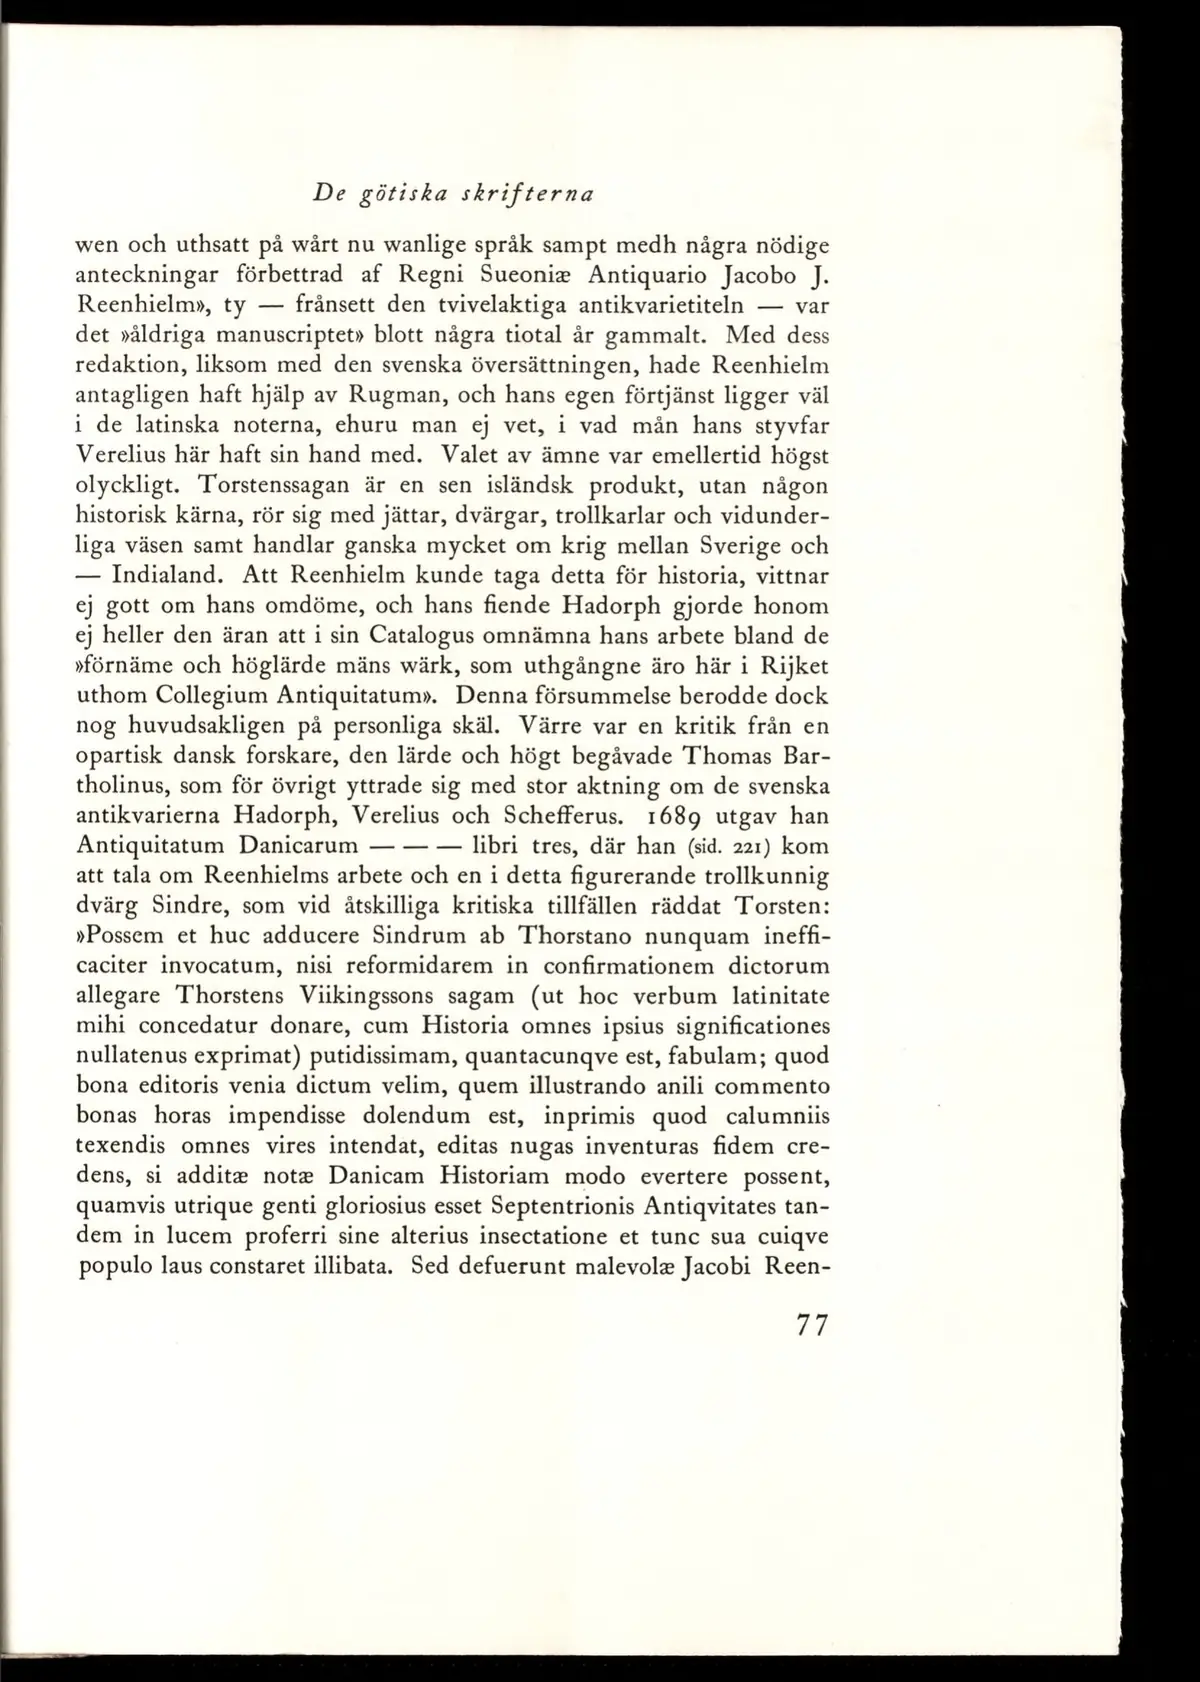 De götiska skrifterna
wen och uthsatt på wårt nu wanlige språk sampt medh några nödige
anteckningar förbettrad af Regni Sueoniæ Antiquario Jacobo J.
Reenhielm», ty — frånsett den tvivelaktiga antikvarietiteln — var
det »åldriga manuscriptet» blott några tiotal år gammalt. Med dess
redaktion, liksom med den svenska översättningen, hade Reenhielm
antagligen haft hjälp av Rugman, och hans egen förtjänst ligger väl
i de latinska noterna, ehuru man ej vet, i vad mån hans styvfar
Verelius här haft sin hand med. Valet av ämne var emellertid högst
olyckligt. Torstenssagan är en sen isländsk produkt, utan någon
historisk kärna, rör sig med jättar, dvärgar, trollkarlar och vidunder-
liga väsen samt handlar ganska mycket om krig mellan Sverige och
— Indialand. Att Reenhielm kunde taga detta för historia, vittnar
ej gott om hans omdöme, och hans fiende Hadorph gjorde honom
ej heller den äran att i sin Catalogus omnämna hans arbete bland de
»förnäme och höglärde mäns wärk, som uthgångne äro här i Rijket
uthom Collegium Antiquitatum». Denna försummelse berodde dock
nog huvudsakligen på personliga skäl. Värre var en kritik från en
opartisk dansk forskare, den lärde och högt begåvade Thomas Bar-
tholinus, som för övrigt yttrade sig med stor aktning om de svenska
antikvarierna Hadorph, Verelius och Schefferus. 1689 utgav han
Antiquitatum Danicarum — — — libri tres, där han (sid. 221) kom
att tala om Reenhielms arbete och en i detta figurerande trollkunnig
dvärg Sindre, som vid åtskilliga kritiska tillfällen räddat Torsten:
»Possem et huc adducere Sindrum ab Thorstano nunquam ineffi-
caciter invocatum, nisi reformidarem in confirmationem dictorum
allegare Thorstens Viikingssons sagam (ut hoc verbum latinitate
mihi concedatur donare, cum Historia omnes ipsius significationes
nullatenus exprimat) putidissimam, quantacunqve est, fabulam; quod
bona editoris venia dictum velim, quem illustrando anili commento
bonas horas impendisse dolendum est, inprimis quod calumniis
texendis omnes vires intendat, editas nugas inventuras fidem cre-
dens, si additæ notæ Danicam Historiam modo evertere possent,
quamvis utrique genti gloriosius esset Septentrionis Antiqvitates tan-
dem in lucem proferri sine alterius insectatione et tunc sua cuiqve
populo laus constaret illibata. Sed defuerunt malevolæ Jacobi Reen-
77